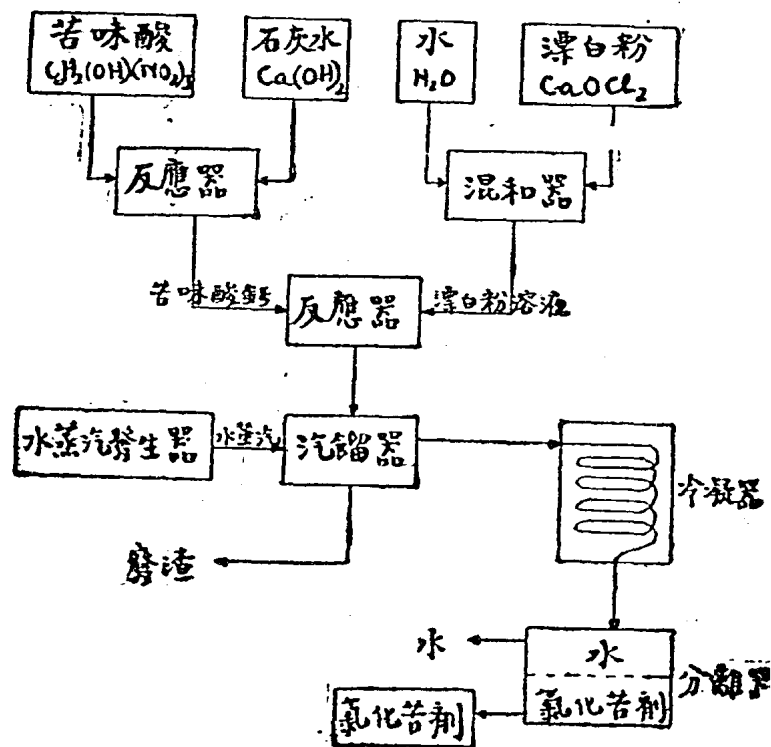 苦味酸
C₆H₂(OH)(NO₂)₃
石灰水
Ca(OH)₂
水
H₂O
漂白粉
CaOCl₂
反應器
混和器
苦味酸鈣
反應器
漂白粉溶液
水蒸汽發生器
水蒸汽
汽餾器
冷凝器
廢渣
水
水
分離器
氯化苦劑
氯化苦劑